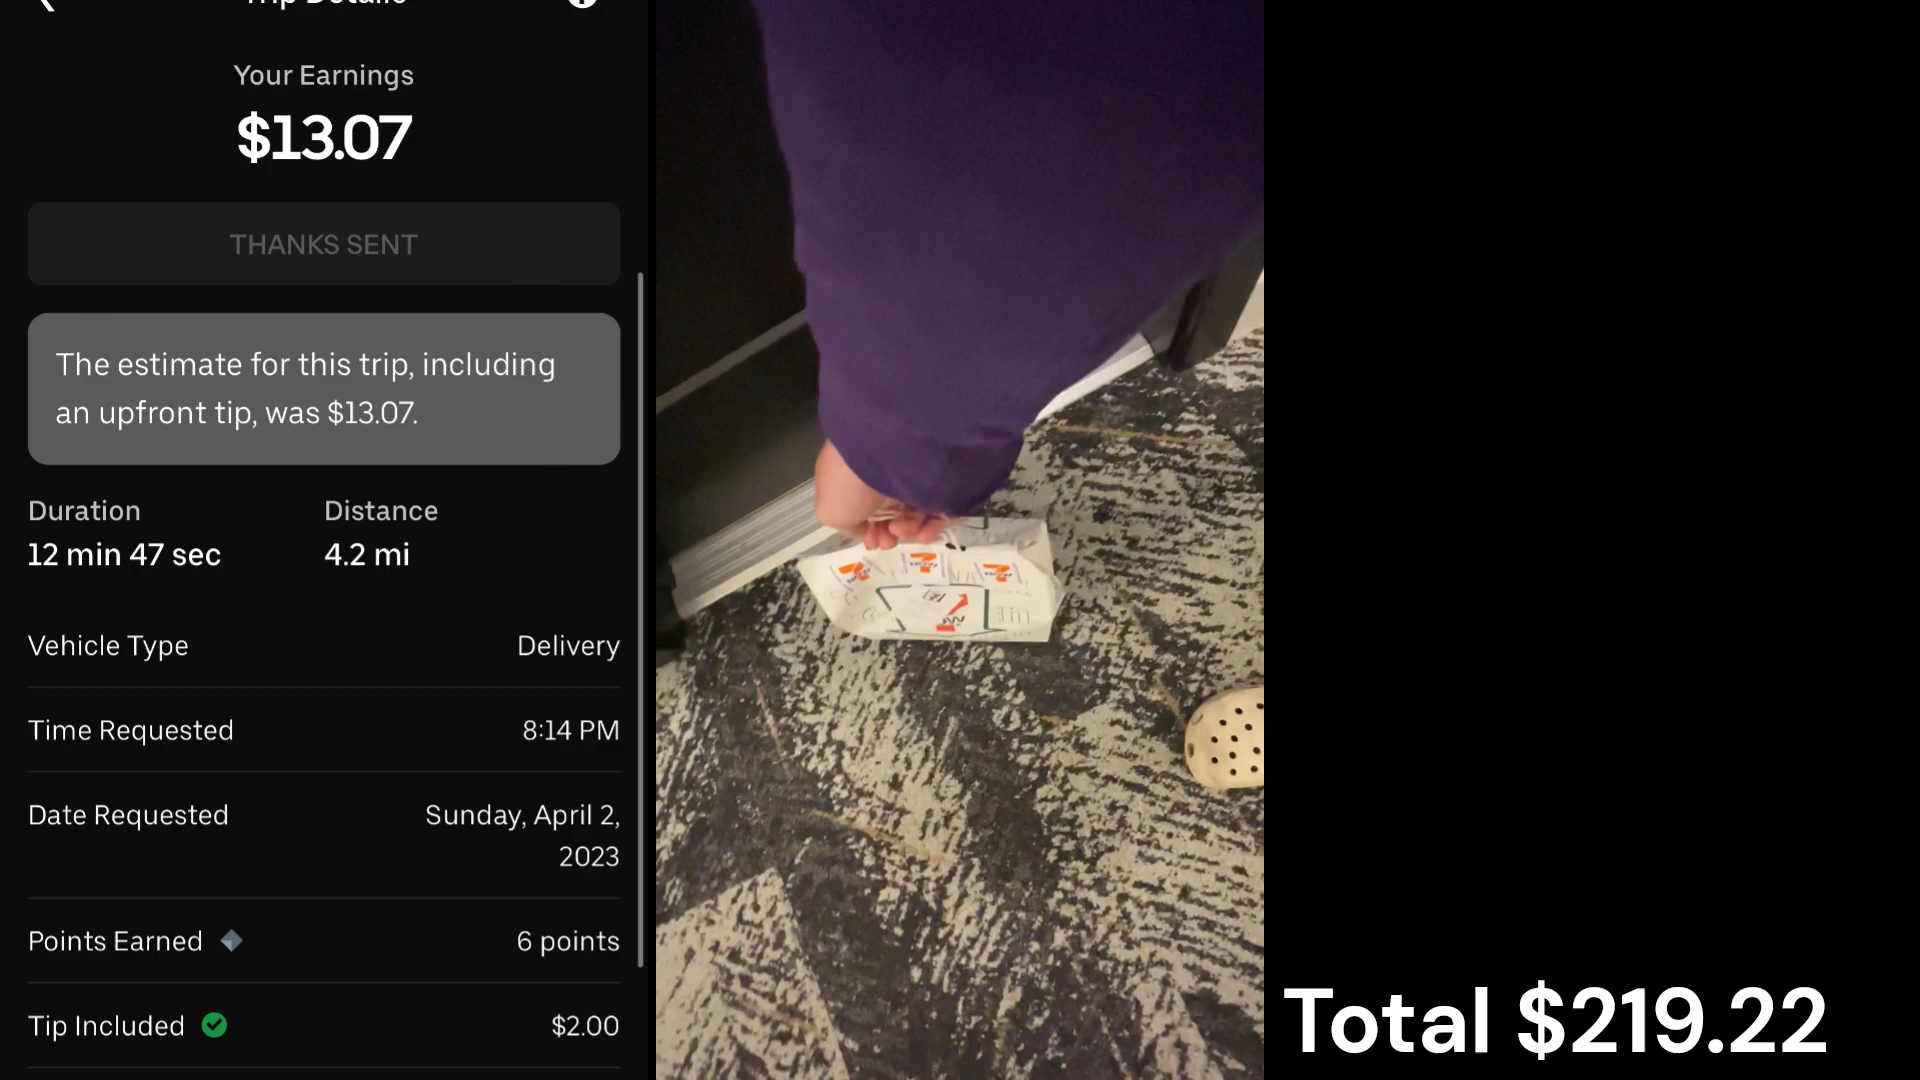 Trip Details
Your Earnings
$13.07
THANKS SENT
The estimate for this trip, including
an upfront tip, was $13.07.
Duration
Distance
12 min 47 sec
4.2 mi
Vehicle Type
Delivery
Time Requested
8:14 PM
Date Requested
Sunday, April 2,
2023
Points Earned
6 points
Tip Included
$2.00
Total $219.22